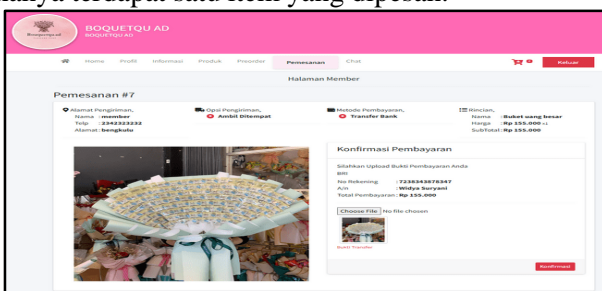 hanya terdapat satu item yang dipesan.
BOQUETQU AD
BOQUETQU AD
Home Profil Informasi Produk Preorder Pemesanan Chat 0 Keluar
Halaman Member
Pemesanan #7
Alamat Pengiriman,
Nama : member
Telp : 2343323232
Alamat: bengkulu
Opsi Pengiriman,
Ambil Ditempat
Metode Pembayaran,
Transfer Bank
Rincian,
Nama : Buket uang besar
Harga : Rp 155.000 x1
SubTotal: Rp 155.000
Konfirmasi Pembayaran
Silahkan Upload Bukti Pembayaran Anda
BRI
No Rekening : 7238343878347
A/n : Widya Suryani
Total Pembayaran: Rp 155.000
Choose File No file chosen
Bukti Transfer
Konfirmasi